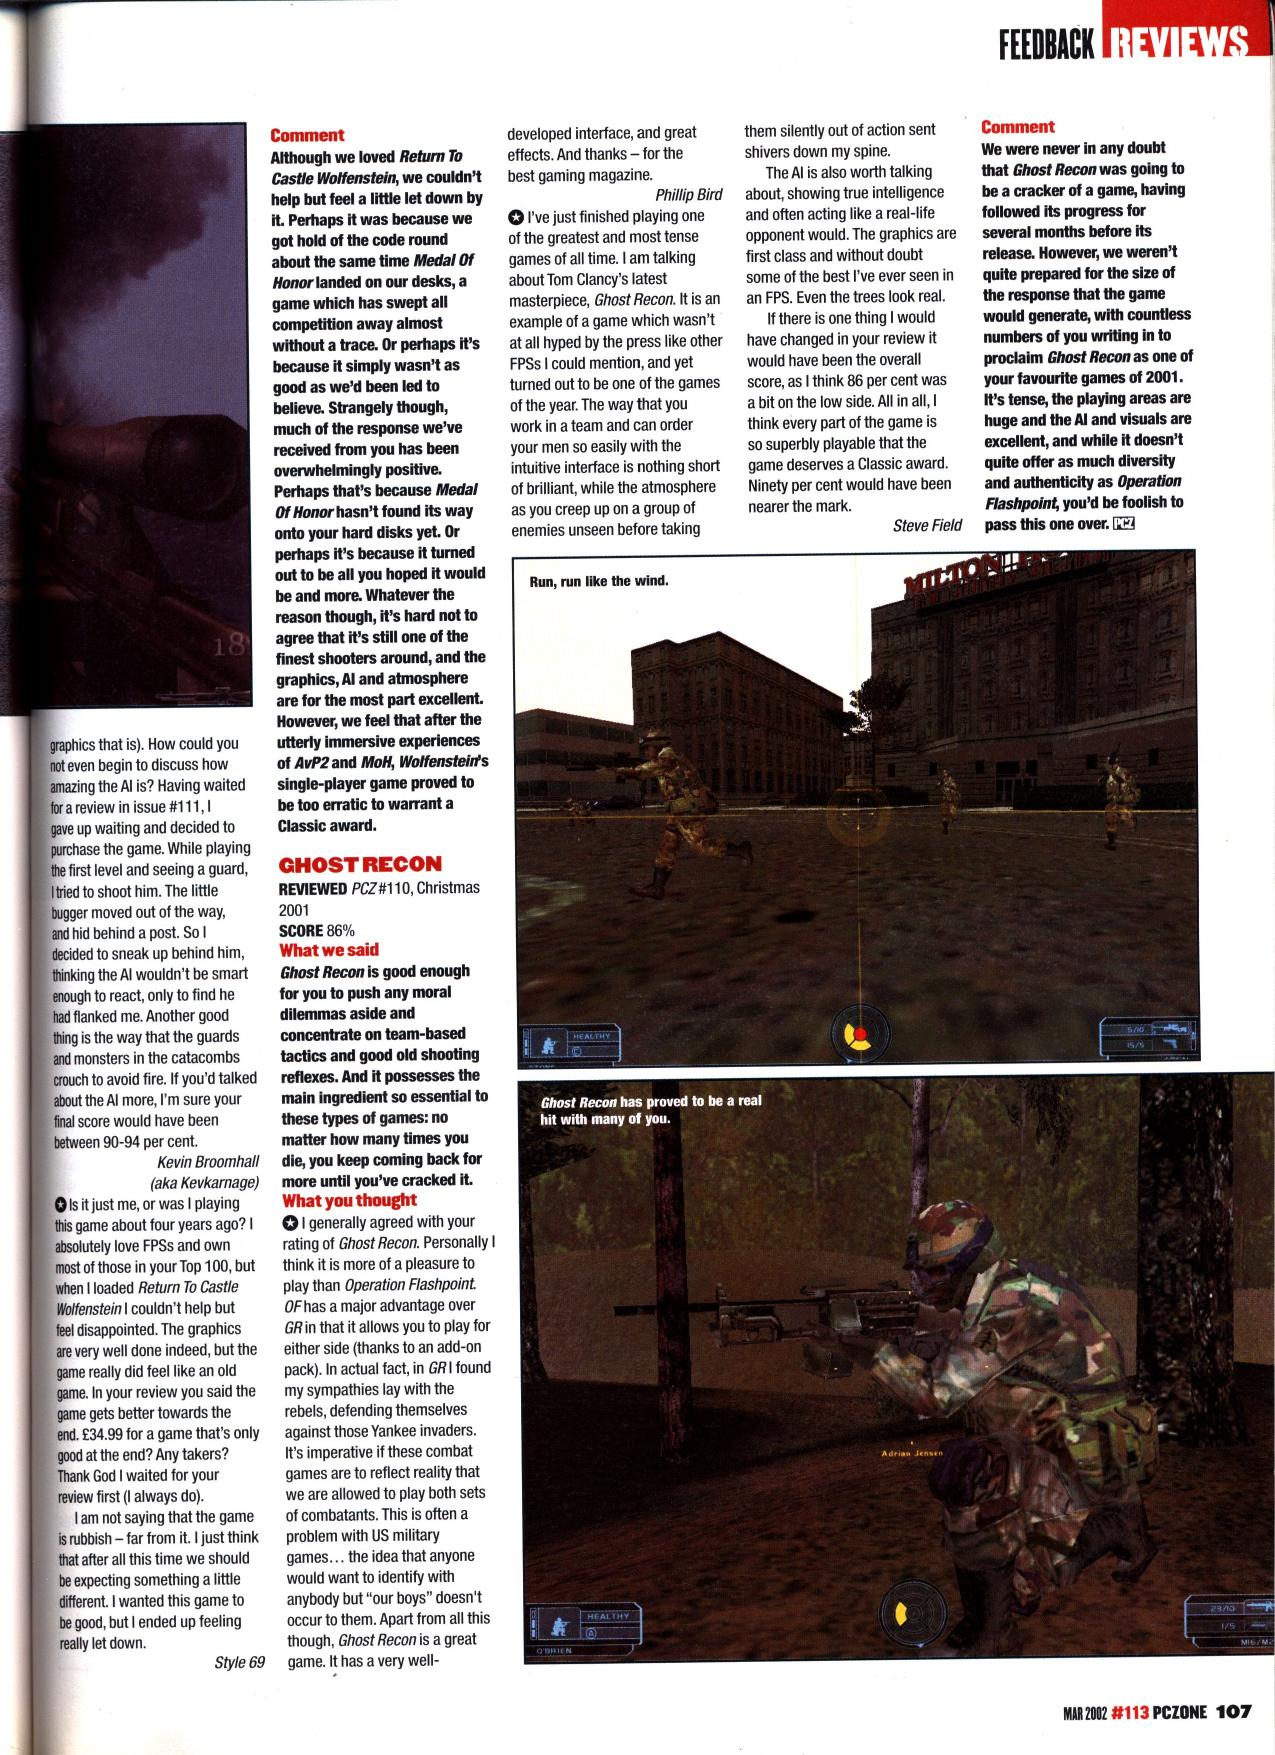 FEEDBACK REVIEWS
18
graphics that is). How could you
not even begin to discuss how
amazing the AI is? Having waited
for a review in issue #111, I
gave up waiting and decided to
purchase the game. While playing
the first level and seeing a guard,
I tried to shoot him. The little
bugger moved out of the way,
and hid behind a post. So I
decided to sneak up behind him,
thinking the AI wouldn't be smart
enough to react, only to find he
had flanked me. Another good
thing is the way that the guards
and monsters in the catacombs
crouch to avoid fire. If you'd talked
about the AI more, I'm sure your
final score would have been
between 90-94 per cent.
Kevin Broomhall
(aka Kevkarnage)
Is it just me, or was I playing
this game about four years ago? I
absolutely love FPSs and own
most of those in your Top 100, but
when I loaded Return To Castle
Wolfenstein I couldn't help but
feel disappointed. The graphics
are very well done indeed, but the
game really did feel like an old
game. In your review you said the
game gets better towards the
end. £34.99 for a game that's only
good at the end? Any takers?
Thank God I waited for your
review first (I always do).
I am not saying that the game
is rubbish – far from it. I just think
that after all this time we should
be expecting something a little
different. I wanted this game to
be good, but I ended up feeling
really let down.
Style 69
Comment
Although we loved Return To
Castle Wolfenstein, we couldn't
help but feel a little let down by
it. Perhaps it was because we
got hold of the code round
about the same time Medal Of
Honor landed on our desks, a
game which has swept all
competition away almost
without a trace. Or perhaps it's
because it simply wasn't as
good as we'd been led to
believe. Strangely though,
much of the response we've
received from you has been
overwhelmingly positive.
Perhaps that's because Medal
Of Honor hasn't found its way
onto your hard disks yet. Or
perhaps it's because it turned
out to be all you hoped it would
be and more. Whatever the
reason though, it's hard not to
agree that it's still one of the
finest shooters around, and the
graphics, AI and atmosphere
are for the most part excellent.
However, we feel that after the
utterly immersive experiences
of AvP2 and MoH, Wolfenstein's
single-player game proved to
be too erratic to warrant a
Classic award.
GHOST RECON
REVIEWED PCZ #110, Christmas
2001
SCORE 86%
What we said
Ghost Recon is good enough
for you to push any moral
dilemmas aside and
concentrate on team-based
tactics and good old shooting
reflexes. And it possesses the
main ingredient so essential to
these types of games: no
matter how many times you
die, you keep coming back for
more until you've cracked it.
What you thought
I generally agreed with your
rating of Ghost Recon. Personally I
think it is more of a pleasure to
play than Operation Flashpoint.
OF has a major advantage over
GR in that it allows you to play for
either side (thanks to an add-on
pack). In actual fact, in GR I found
my sympathies lay with the
rebels, defending themselves
against those Yankee invaders.
It's imperative if these combat
games are to reflect reality that
we are allowed to play both sets
of combatants. This is often a
problem with US military
games... the idea that anyone
would want to identify with
anybody but "our boys" doesn't
occur to them. Apart from all this
though, Ghost Recon is a great
game. It has a very well-
developed interface, and great
effects. And thanks – for the
best gaming magazine.
Phillip Bird
I've just finished playing one
of the greatest and most tense
games of all time. I am talking
about Tom Clancy's latest
masterpiece, Ghost Recon. It is an
example of a game which wasn't
at all hyped by the press like other
FPSs I could mention, and yet
turned out to be one of the games
of the year. The way that you
work in a team and can order
your men so easily with the
intuitive interface is nothing short
of brilliant, while the atmosphere
as you creep up on a group of
enemies unseen before taking
them silently out of action sent
shivers down my spine.
The AI is also worth talking
about, showing true intelligence
and often acting like a real-life
opponent would. The graphics are
first class and without doubt
some of the best I've ever seen in
an FPS. Even the trees look real.
If there is one thing I would
have changed in your review it
would have been the overall
score, as I think 86 per cent was
a bit on the low side. All in all, I
think every part of the game is
so superbly playable that the
game deserves a Classic award.
Ninety per cent would have been
nearer the mark.
Steve Field
Comment
We were never in any doubt
that Ghost Recon was going to
be a cracker of a game, having
followed its progress for
several months before its
release. However, we weren't
quite prepared for the size of
the response that the game
would generate, with countless
numbers of you writing in to
proclaim Ghost Recon as one of
your favourite games of 2001.
It's tense, the playing areas are
huge and the AI and visuals are
excellent, and while it doesn't
quite offer as much diversity
and authenticity as Operation
Flashpoint, you'd be foolish to
pass this one over. PCZ
Run, run like the wind.
MILTON
HEALTHY
5/10
15/5
Ghost Recon has proved to be a real
hit with many of you.
Adrian Jensen
HEALTHY
A
O'BRIEN
23/10
1/5
M16/M2
MAR 2002 #113 PCZONE 107